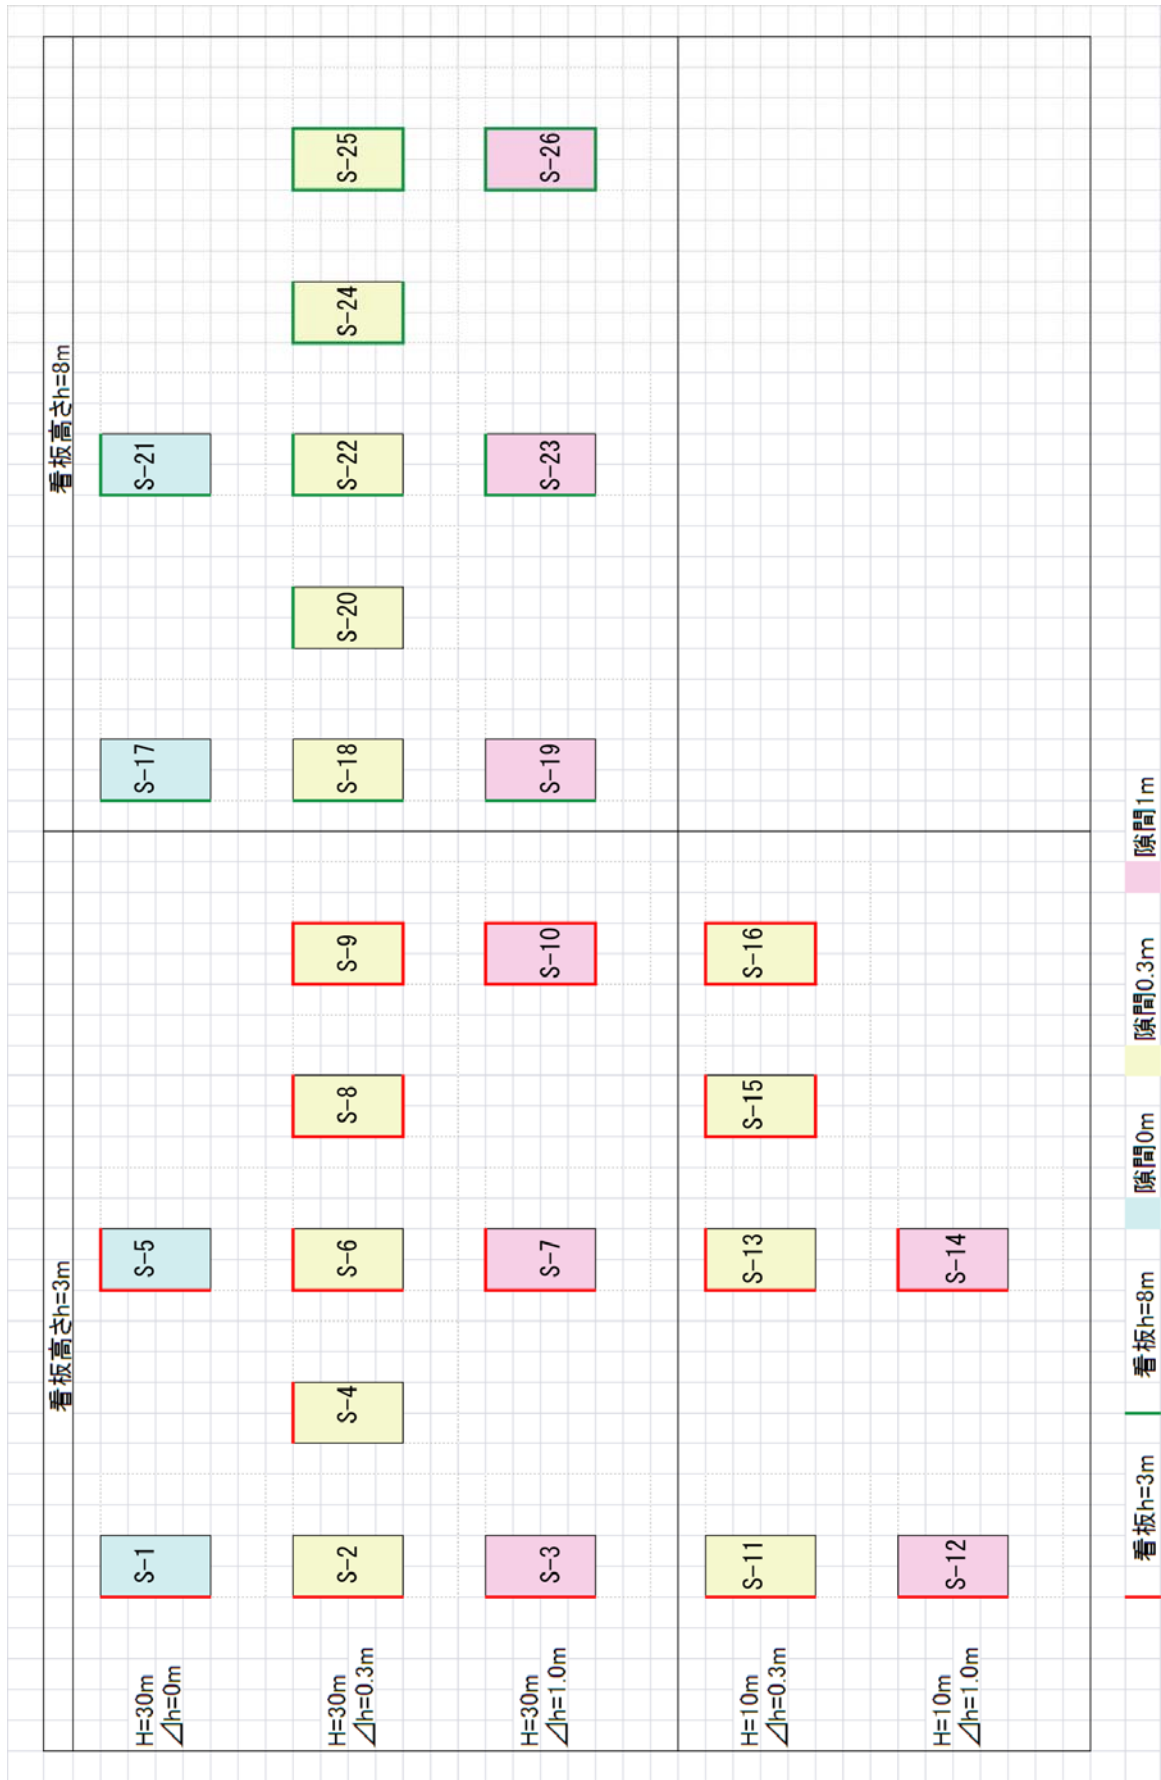 看板高さh=3m
看板高さh=8m
H=30m
⊿h=0m
S-1
S-5
S-17
S-21
H=30m
⊿h=0.3m
S-2
S-4
S-6
S-8
S-9
S-18
S-20
S-22
S-24
S-25
H=30m
⊿h=1.0m
S-3
S-7
S-10
S-19
S-23
S-26
H=10m
⊿h=0.3m
S-11
S-13
S-15
S-16
H=10m
⊿h=1.0m
S-12
S-14
看板h=3m
看板h=8m
隙間0m
隙間0.3m
隙間1m